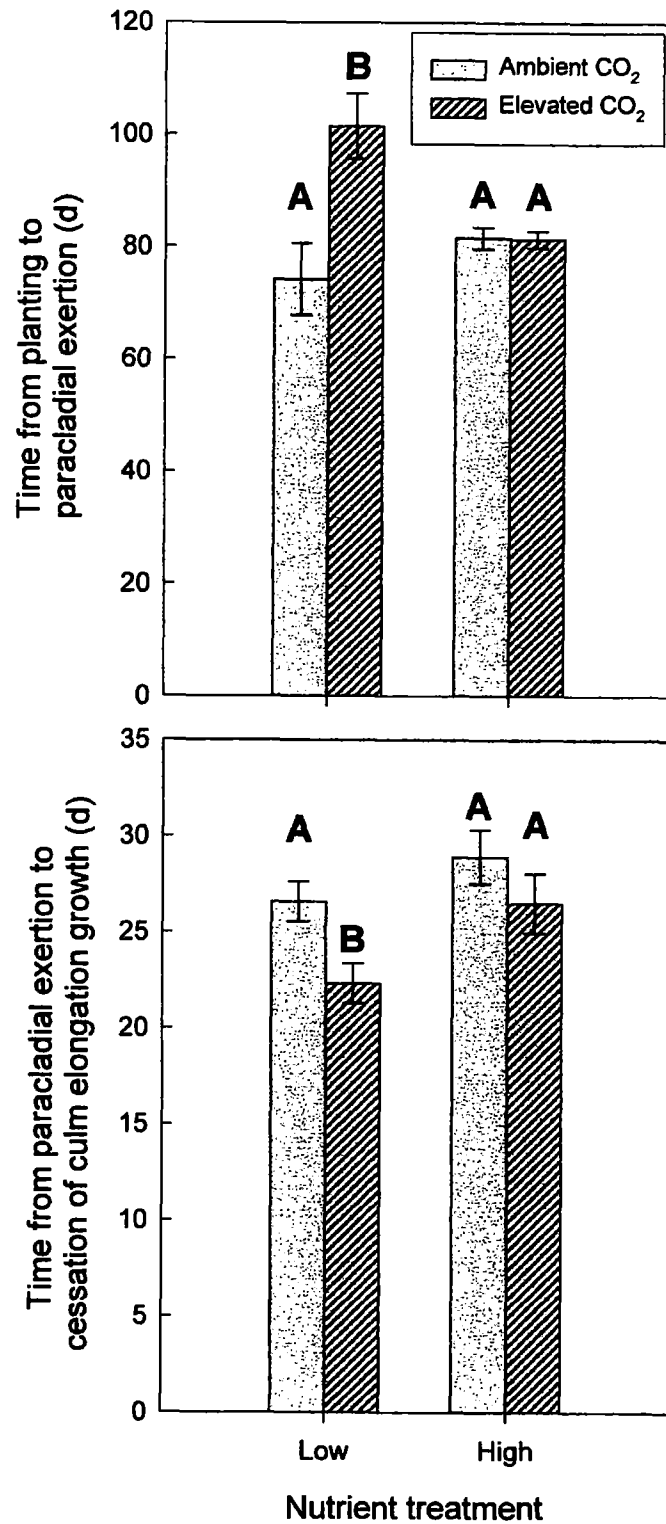 120
100
80
60
40
20
0
Time from planting to
paracladial exertion (d)
Ambient CO2
Elevated CO2
A
B
A
A
35
30
25
20
15
10
5
0
Time from paracladial exertion to
cessation of culm elongation growth (d)
A
B
A
A
Low
High
Nutrient treatment